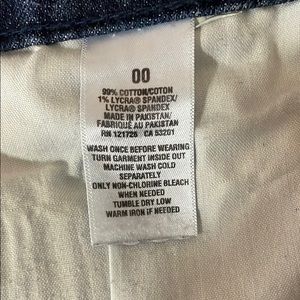 00
99% COTTON/COTON
1% LYCRA® SPANDEX/
LYCRA® SPANDEX
MADE IN PAKISTAN/
FABRIQUÉ AU PAKISTAN
RN 121726 CA 53201
WASH ONCE BEFORE WEARING
TURN GARMENT INSIDE OUT
MACHINE WASH COLD
SEPARATELY
ONLY NON-CHLORINE BLEACH
WHEN NEEDED
TUMBLE DRY LOW
WARM IRON IF NEEDED